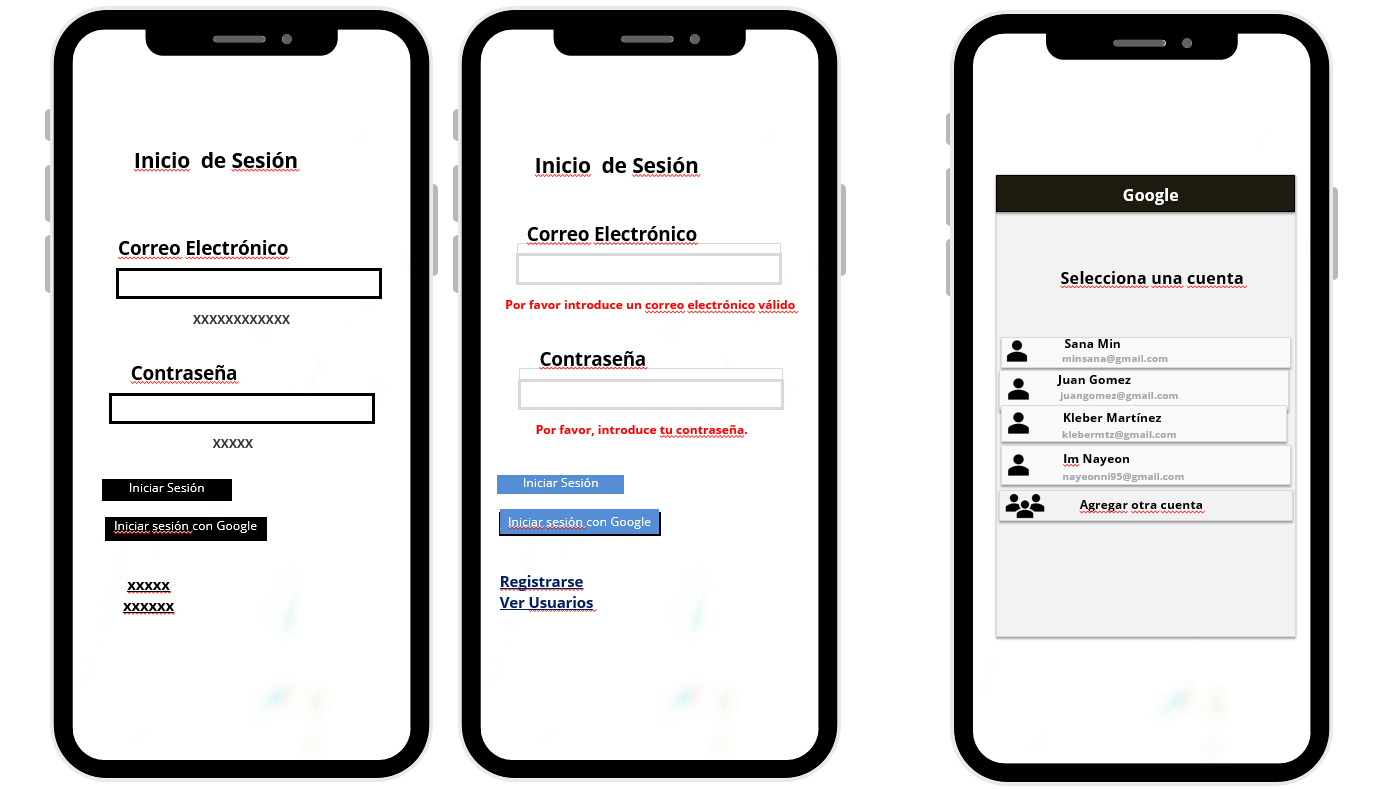 Inicio de Sesión
Correo Electrónico
xxxxxxxxxxxx
Contraseña
xxxxx
Iniciar Sesión
Iniciar sesión con Google
xxxxx
xxxxxx
Inicio de Sesión
Correo Electrónico
Por favor introduce un correo electrónico válido
Contraseña
Por favor, introduce tu contraseña.
Iniciar Sesión
Iniciar sesión con Google
Registrarse
Ver Usuarios
Google
Selecciona una cuenta
Sana Min
minsana@gmail.com
Juan Gomez
juangomez@gmail.com
Kleber Martínez
klebermtz@gmail.com
Im Nayeon
nayeonni95@gmail.com
Agregar otra cuenta